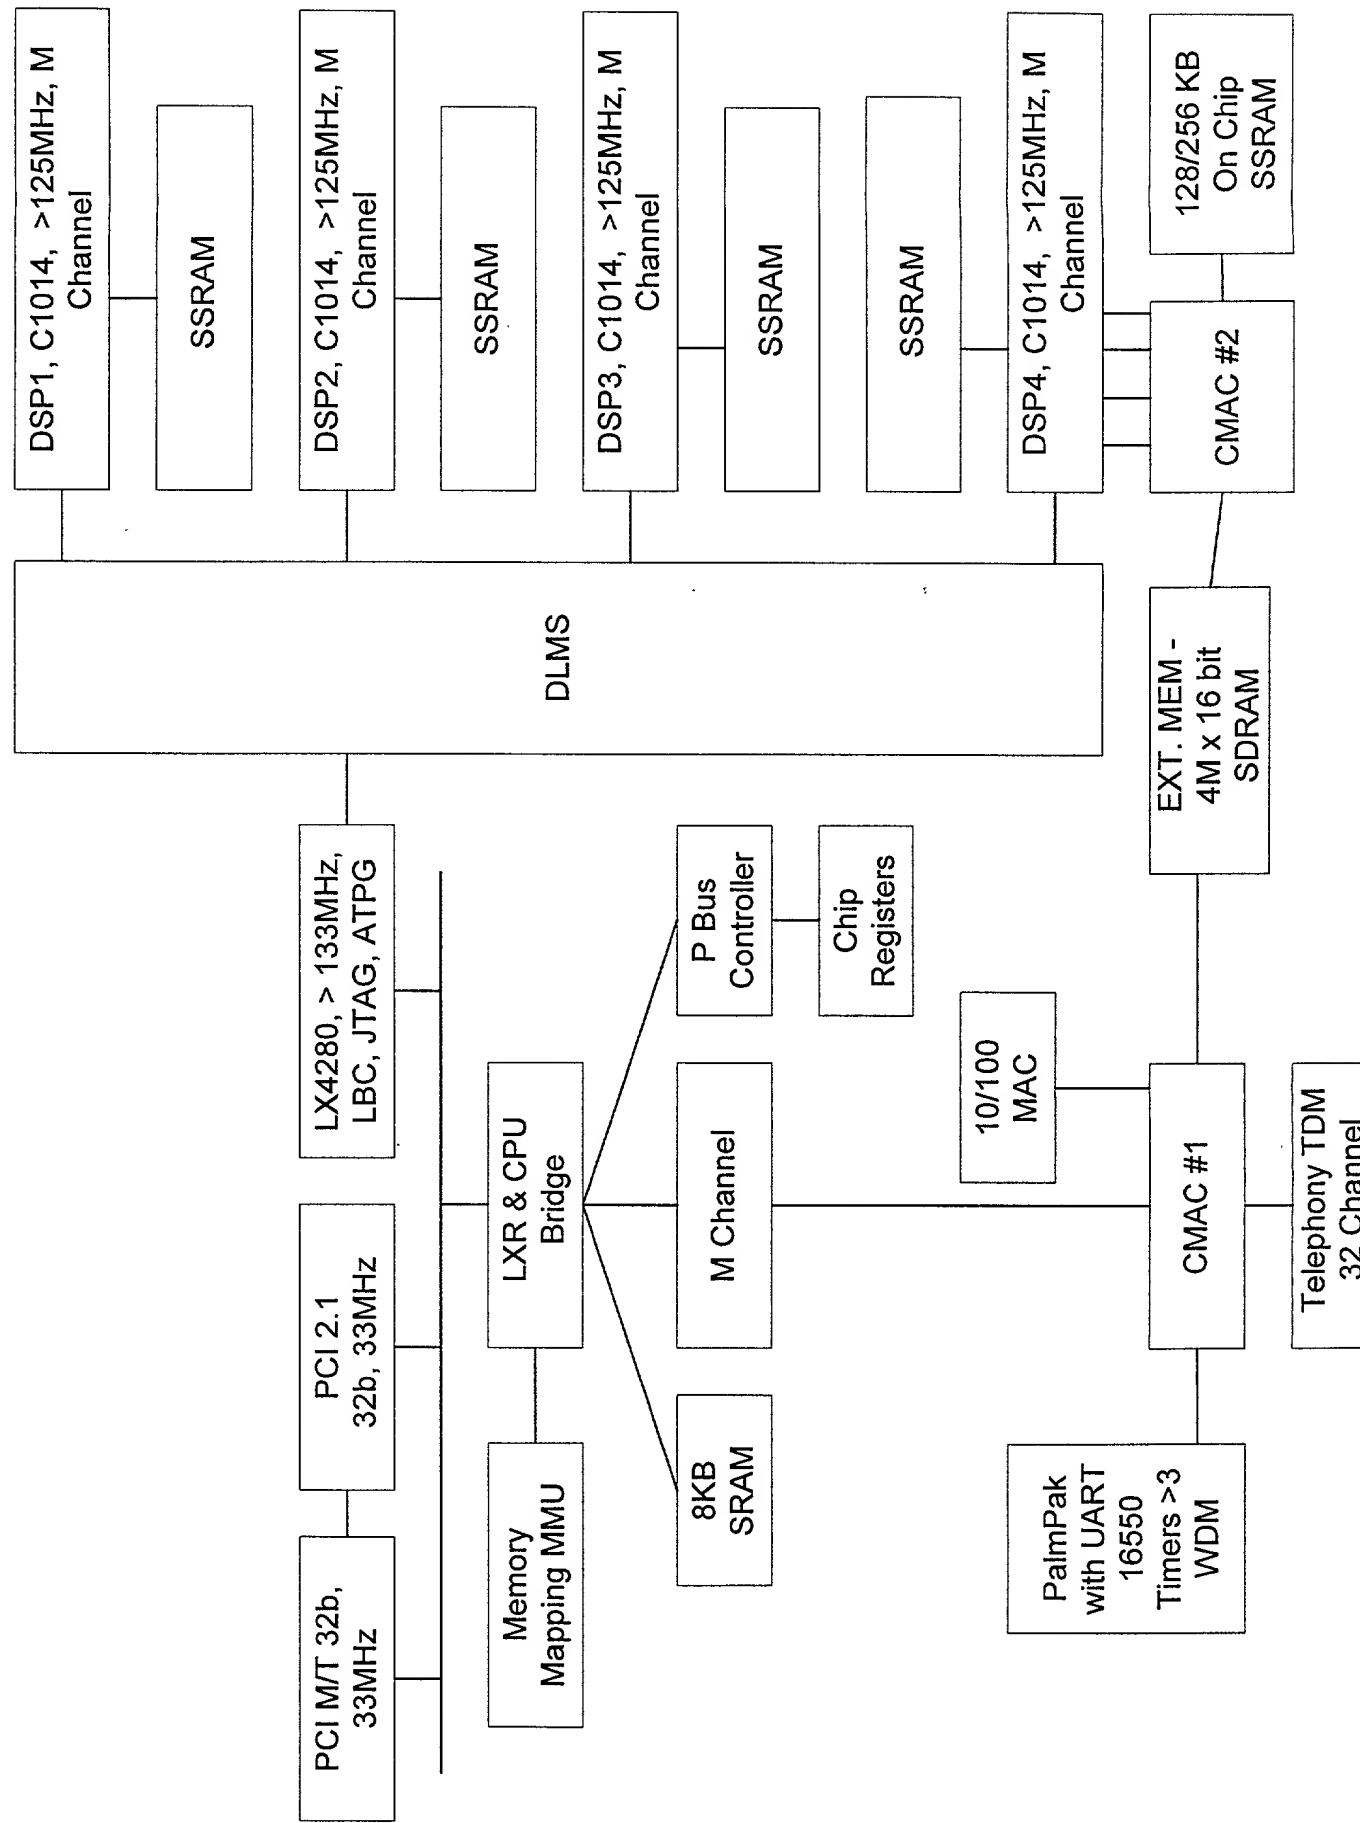 PCI M/T 32b,
33MHz
PCI 2.1
32b, 33MHz
LX4280, > 133MHz,
LBC, JTAG, ATPG
DLMS
DSP1, C1014, >125MHz, M
Channel
SSRAM
DSP2, C1014, >125MHz, M
Channel
SSRAM
DSP3, C1014, >125MHz, M
Channel
SSRAM
SSRAM
DSP4, C1014, >125MHz, M
Channel
Memory
Mapping MMU
LXR & CPU
Bridge
8KB
SRAM
M Channel
P Bus
Controller
Chip
Registers
10/100
MAC
PalmPak
with UART
16550
Timers >3
WDM
CMAC #1
EXT. MEM -
4M x 16 bit
SDRAM
CMAC #2
128/256 KB
On Chip
SSRAM
Telephony TDM
32 Channel